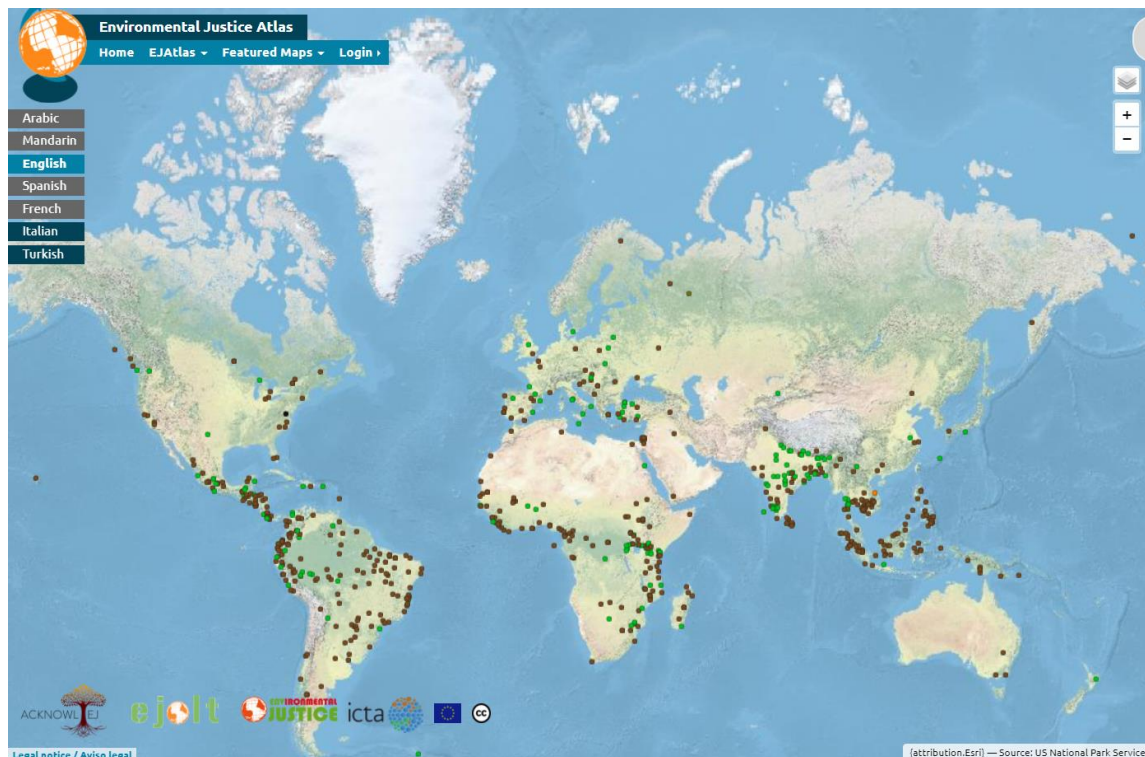 Environmental Justice Atlas
Home EJAtlas Featured Maps Login ›
Arabic
Mandarin
English
Spanish
French
Italian
Turkish
+
−
ACKNOWL EJ
ejolt
ENVIRONMENTAL
JUSTICE
icta
cc
Legal notice / Aviso legal
(attribution.Esri) — Source: US National Park Service